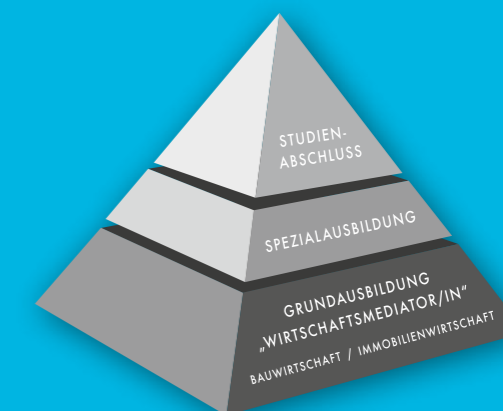 STUDIEN-
ABSCHLUSS
SPEZIALAUSBILDUNG
GRUNDAUSBILDUNG
„WIRTSCHAFTSMEDIATOR/IN“
BAUWIRTSCHAFT / IMMOBILIENWIRTSCHAFT